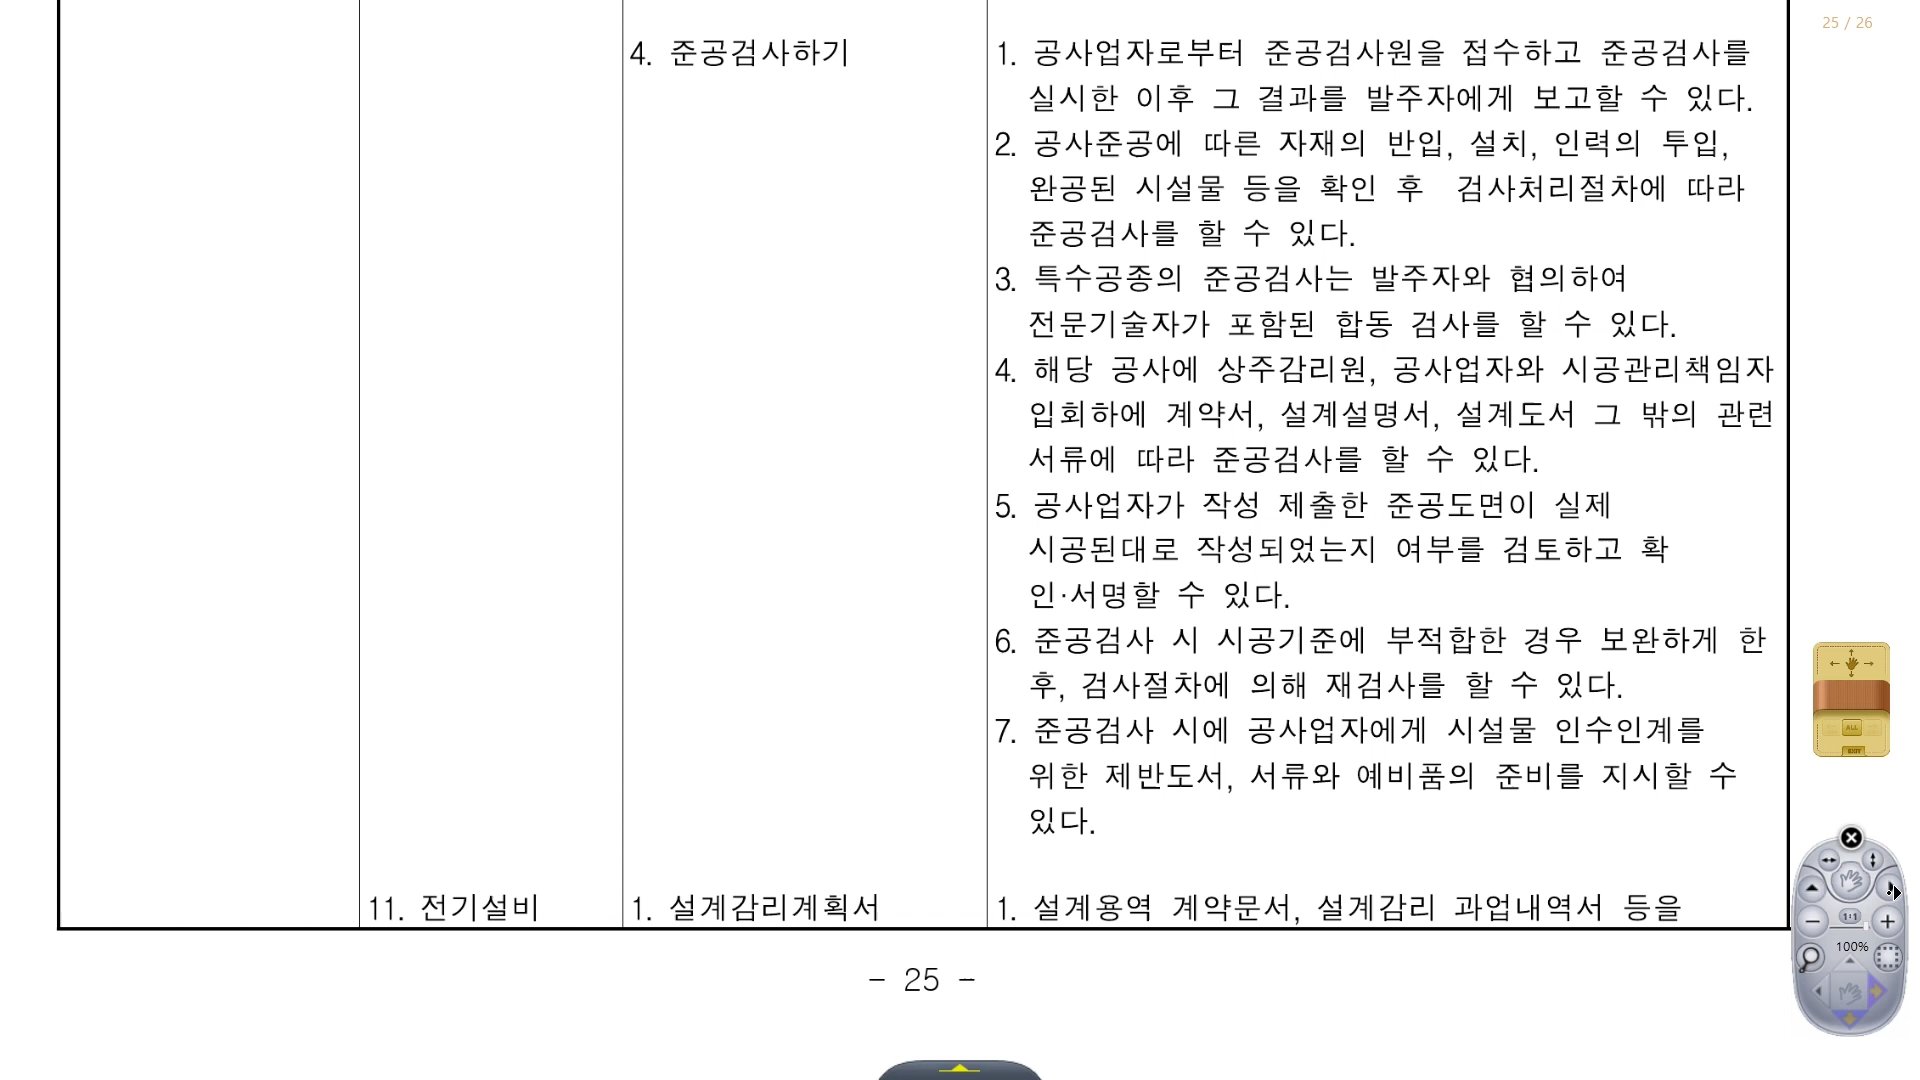 25 / 26
4. 준공검사하기
1. 공사업자로부터 준공검사원을 접수하고 준공검사를
실시한 이후 그 결과를 발주자에게 보고할 수 있다.
2. 공사준공에 따른 자재의 반입, 설치, 인력의 투입,
완공된 시설물 등을 확인 후 검사처리절차에 따라
준공검사를 할 수 있다.
3. 특수공종의 준공검사는 발주자와 협의하여
전문기술자가 포함된 합동 검사를 할 수 있다.
4. 해당 공사에 상주감리원, 공사업자와 시공관리책임자
입회하에 계약서, 설계설명서, 설계도서 그 밖의 관련
서류에 따라 준공검사를 할 수 있다.
5. 공사업자가 작성 제출한 준공도면이 실제
시공된대로 작성되었는지 여부를 검토하고 확
인·서명할 수 있다.
6. 준공검사 시 시공기준에 부적합한 경우 보완하게 한
후, 검사절차에 의해 재검사를 할 수 있다.
7. 준공검사 시에 공사업자에게 시설물 인수인계를
위한 제반도서, 서류와 예비품의 준비를 지시할 수
있다.
11. 전기설비
1. 설계감리계획서
1. 설계용역 계약문서, 설계감리 과업내역서 등을
- 25 -
ALL
EXIT
1:1
100%